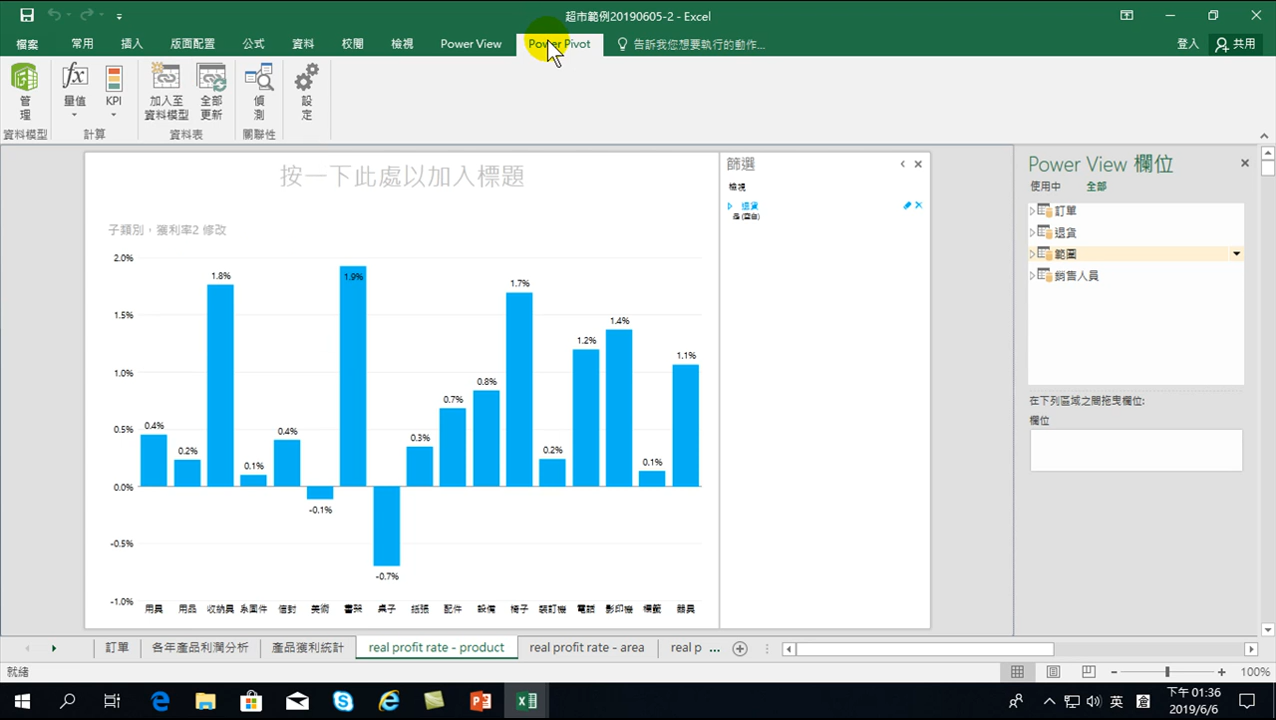 超市範例20190605-2 - Excel
檔案 常用 插入 版面配置 公式 資料 校閱 檢視 Power View Power Pivot 告訴我您想要執行的動作... 登入 共用
管理 量值 KPI 加入至資料模型 全部更新 偵測 設定
資料模型 計算 資料表 關聯性
按一下此處以加入標題
子類別，獲利率2 修改
2.0%
1.5%
1.0%
0.5%
0.0%
-0.5%
-1.0%
0.4% 0.2% 1.8% 0.1% 0.4% -0.1% 1.9% -0.7% 0.3% 0.7% 0.8% 1.7% 0.2% 1.2% 1.4% 0.1% 1.1%
用具 用品 收納具 系固件 信封 美術 書架 桌子 紙張 配件 設備 椅子 裝訂機 電話 影印機 標籤 器具
篩選
檢視
退貨
是 (空白)
Power View 欄位
使用中 全部
訂單
退貨
範圍
銷售人員
在下列區域之間拖曳欄位:
欄位
訂單 各年產品利潤分析 產品獲利統計 real profit rate - product real profit rate - area real p ...
就緒 100%
英 下午 01:36
2019/6/6